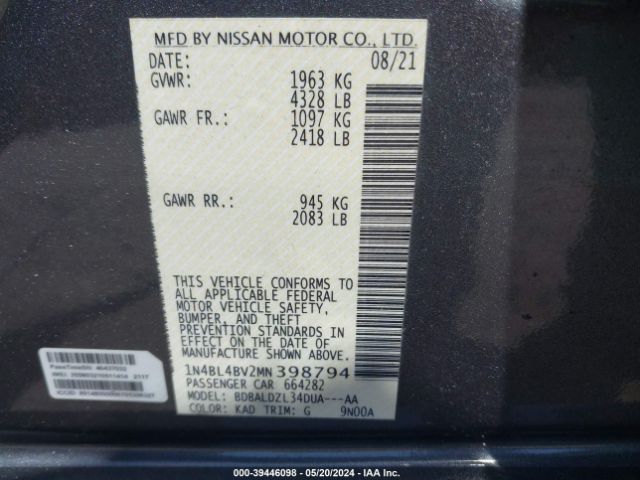 MFD BY NISSAN MOTOR CO., LTD.
DATE: 08/21
GVWR: 1963 KG
4328 LB
GAWR FR.: 1097 KG
2418 LB
GAWR RR.: 945 KG
2083 LB
THIS VEHICLE CONFORMS TO
ALL APPLICABLE FEDERAL
MOTOR VEHICLE SAFETY,
BUMPER, AND THEFT
PREVENTION STANDARDS IN
EFFECT ON THE DATE OF
MANUFACTURE SHOWN ABOVE.
1N4BL4BV2MN398794
PASSENGER CAR 664282
MODEL: BDBALDZL34DUA---AA
COLOR: KAD TRIM: G 9N00A
000-39446098 - 05/20/2024 - IAA Inc.